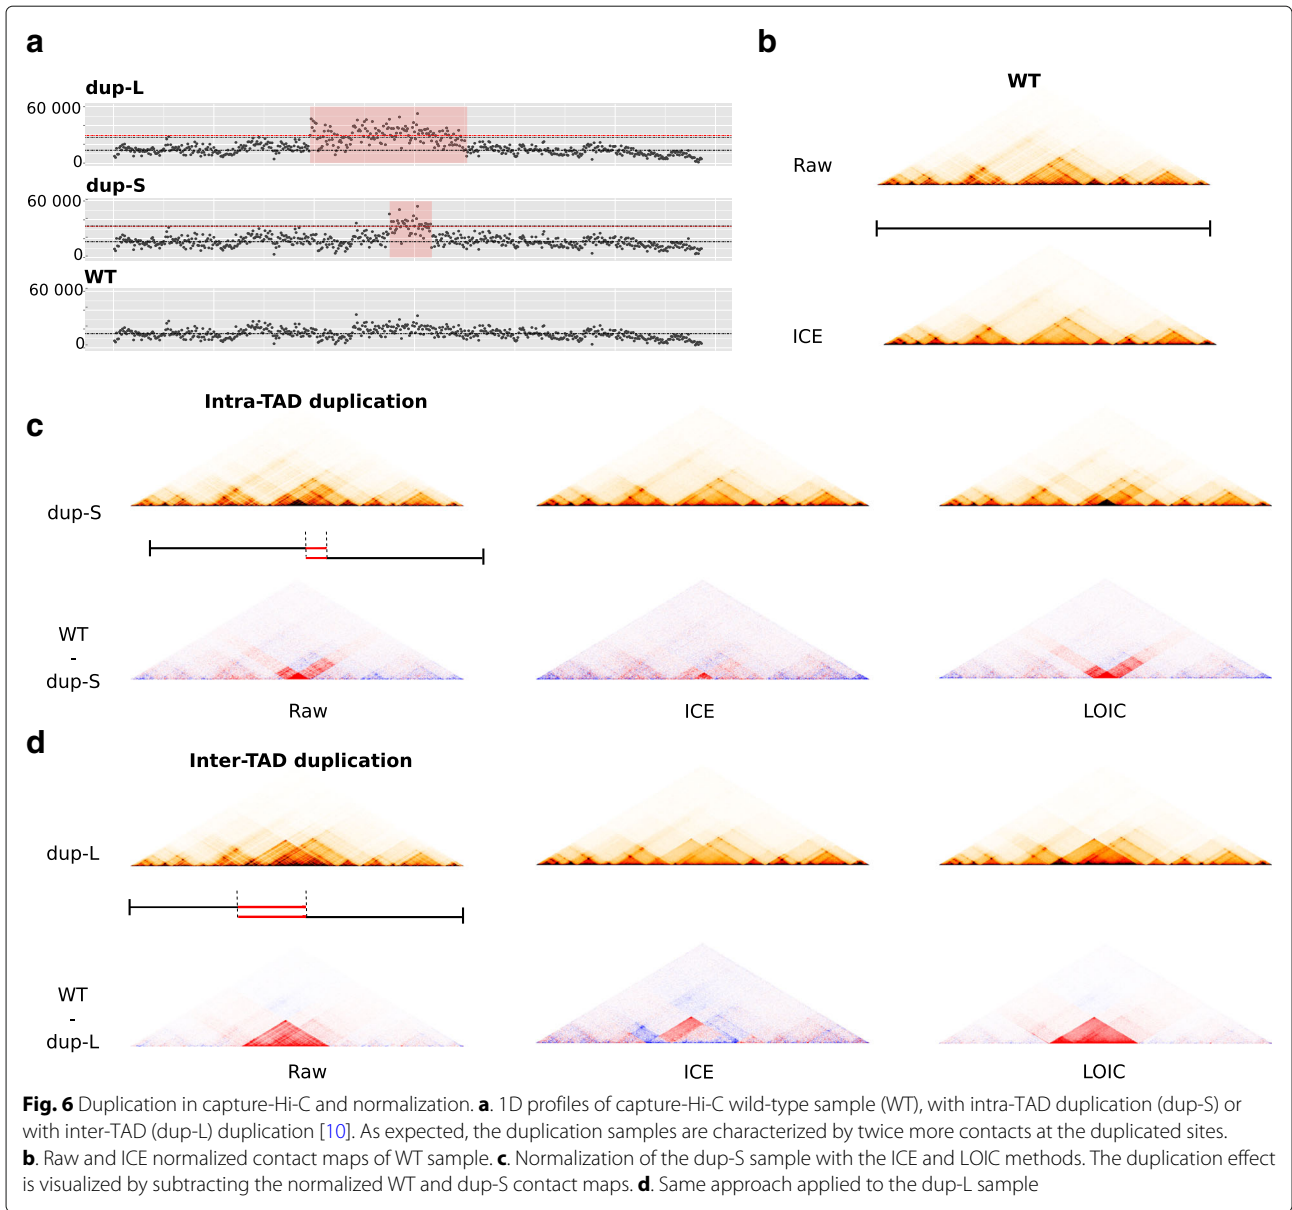 a
dup-L
60 000
0
dup-S
60 000
0
WT
60 000
0
b
WT
Raw
ICE
c
Intra-TAD duplication
dup-S
WT
-
dup-S
Raw
ICE
LOIC
d
Inter-TAD duplication
dup-L
WT
-
dup-L
Raw
ICE
LOIC
Fig. 6 Duplication in capture-Hi-C and normalization. a. 1D profiles of capture-Hi-C wild-type sample (WT), with intra-TAD duplication (dup-S) or
with inter-TAD (dup-L) duplication [10]. As expected, the duplication samples are characterized by twice more contacts at the duplicated sites.
b. Raw and ICE normalized contact maps of WT sample. c. Normalization of the dup-S sample with the ICE and LOIC methods. The duplication effect
is visualized by subtracting the normalized WT and dup-S contact maps. d. Same approach applied to the dup-L sample